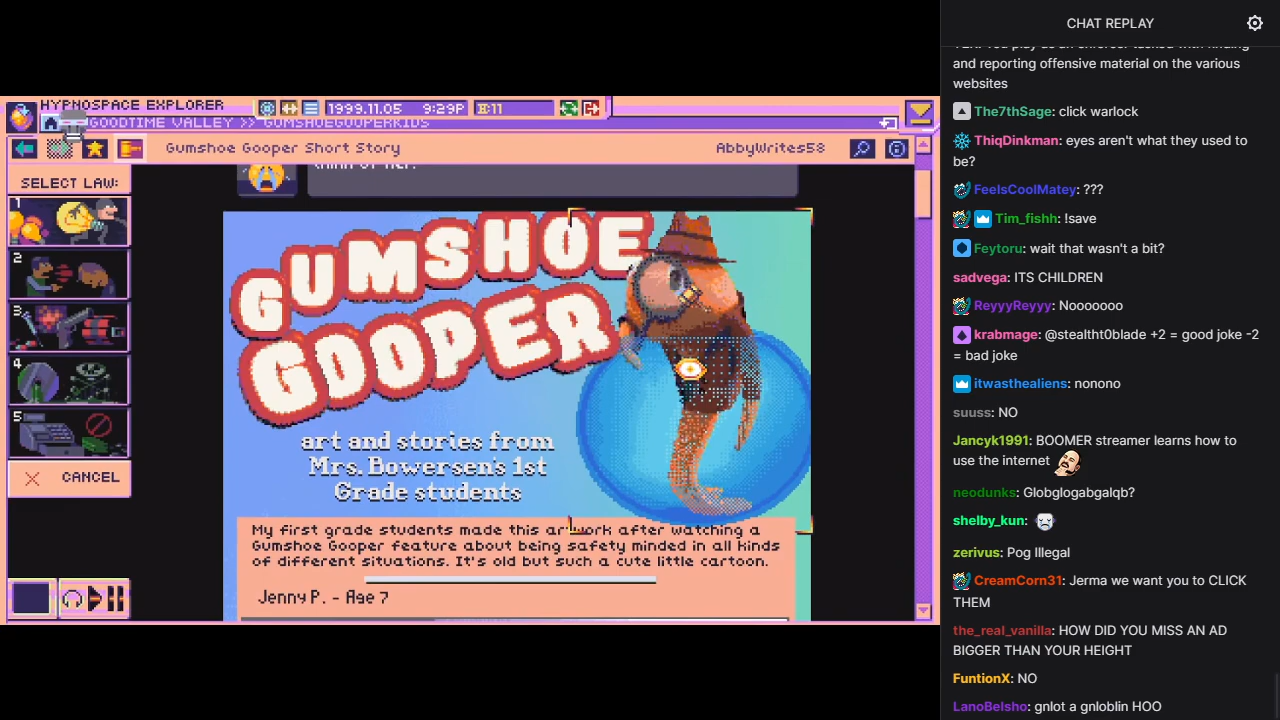 HYPNOSPACE EXPLORER
1999.11.05 9:29P
:11
GOODTIME VALLEY >> GUMSHOEGOOPERKIDS
Gumshoe Gooper Short Story
AbbyWrites58
SELECT LAW:
1
2
3
4
5
CANCEL
GUMSHOE
GOOPER
art and stories from
Mrs. Bowersen's 1st
Grade students
My first grade students made this artwork after watching a
Gumshoe Gooper feature about being safety minded in all kinds
of different situations. It's old but such a cute little cartoon.
Jenny P. - Age 7
CHAT REPLAY
and reporting offensive material on the various
websites
The7thSage: click warlock
ThiqDinkman: eyes aren't what they used to
be?
FeelsCoolMatey: ???
Tim_fishh: !save
Feytoru: wait that wasn't a bit?
sadvega: ITS CHILDREN
ReyyyReyyy: Nooooooo
krabmage: @stealtht0blade +2 = good joke -2
= bad joke
itwasthealiens: nonono
suuss: NO
Jancyk1991: BOOMER streamer learns how to
use the internet
neodunks: Globglogabgalqb?
shelby_kun:
zerivus: Pog Illegal
CreamCorn31: Jerma we want you to CLICK
THEM
the_real_vanilla: HOW DID YOU MISS AN AD
BIGGER THAN YOUR HEIGHT
FuntionX: NO
LanoBelsho: gnlot a gnloblin HOO